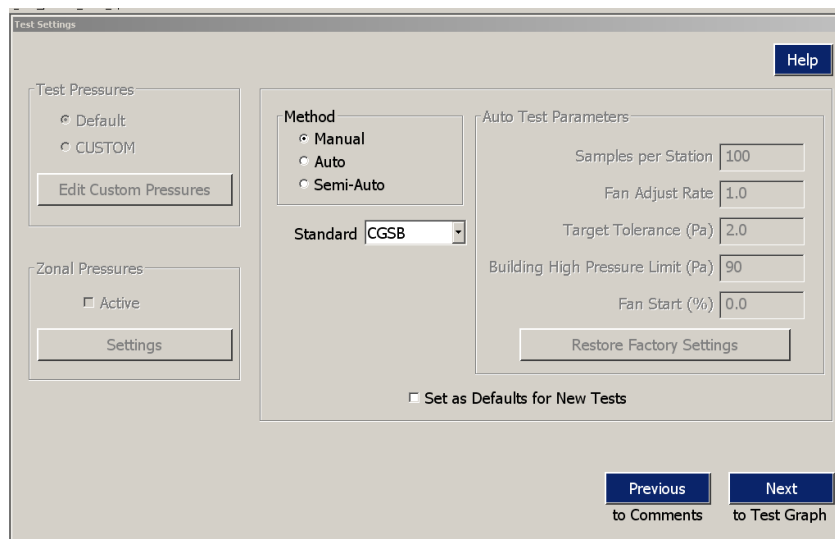 Test Settings
Help
Test Pressures
Default
CUSTOM
Edit Custom Pressures
Zonal Pressures
Active
Settings
Method
Manual
Auto
Semi-Auto
Standard CGSB
Auto Test Parameters
Samples per Station 100
Fan Adjust Rate 1.0
Target Tolerance (Pa) 2.0
Building High Pressure Limit (Pa) 90
Fan Start (%) 0.0
Restore Factory Settings
Set as Defaults for New Tests
Previous
to Comments
Next
to Test Graph